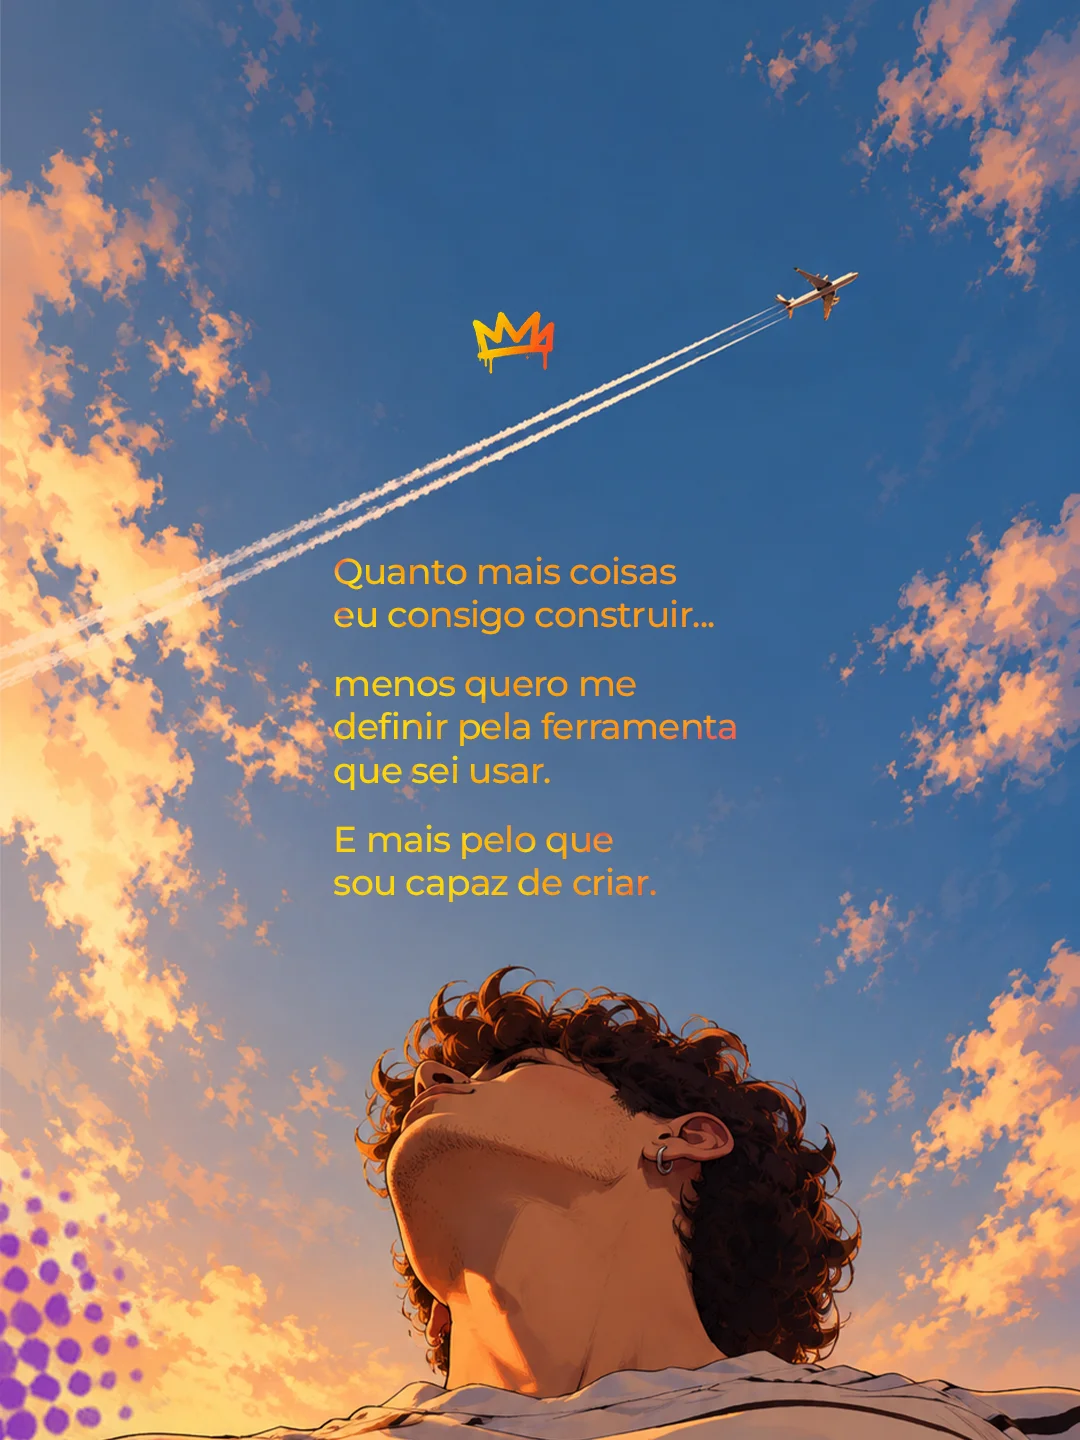 Quanto mais coisas
eu consigo construir...
menos quero me
definir pela ferramenta
que sei usar.
E mais pelo que
sou capaz de criar.